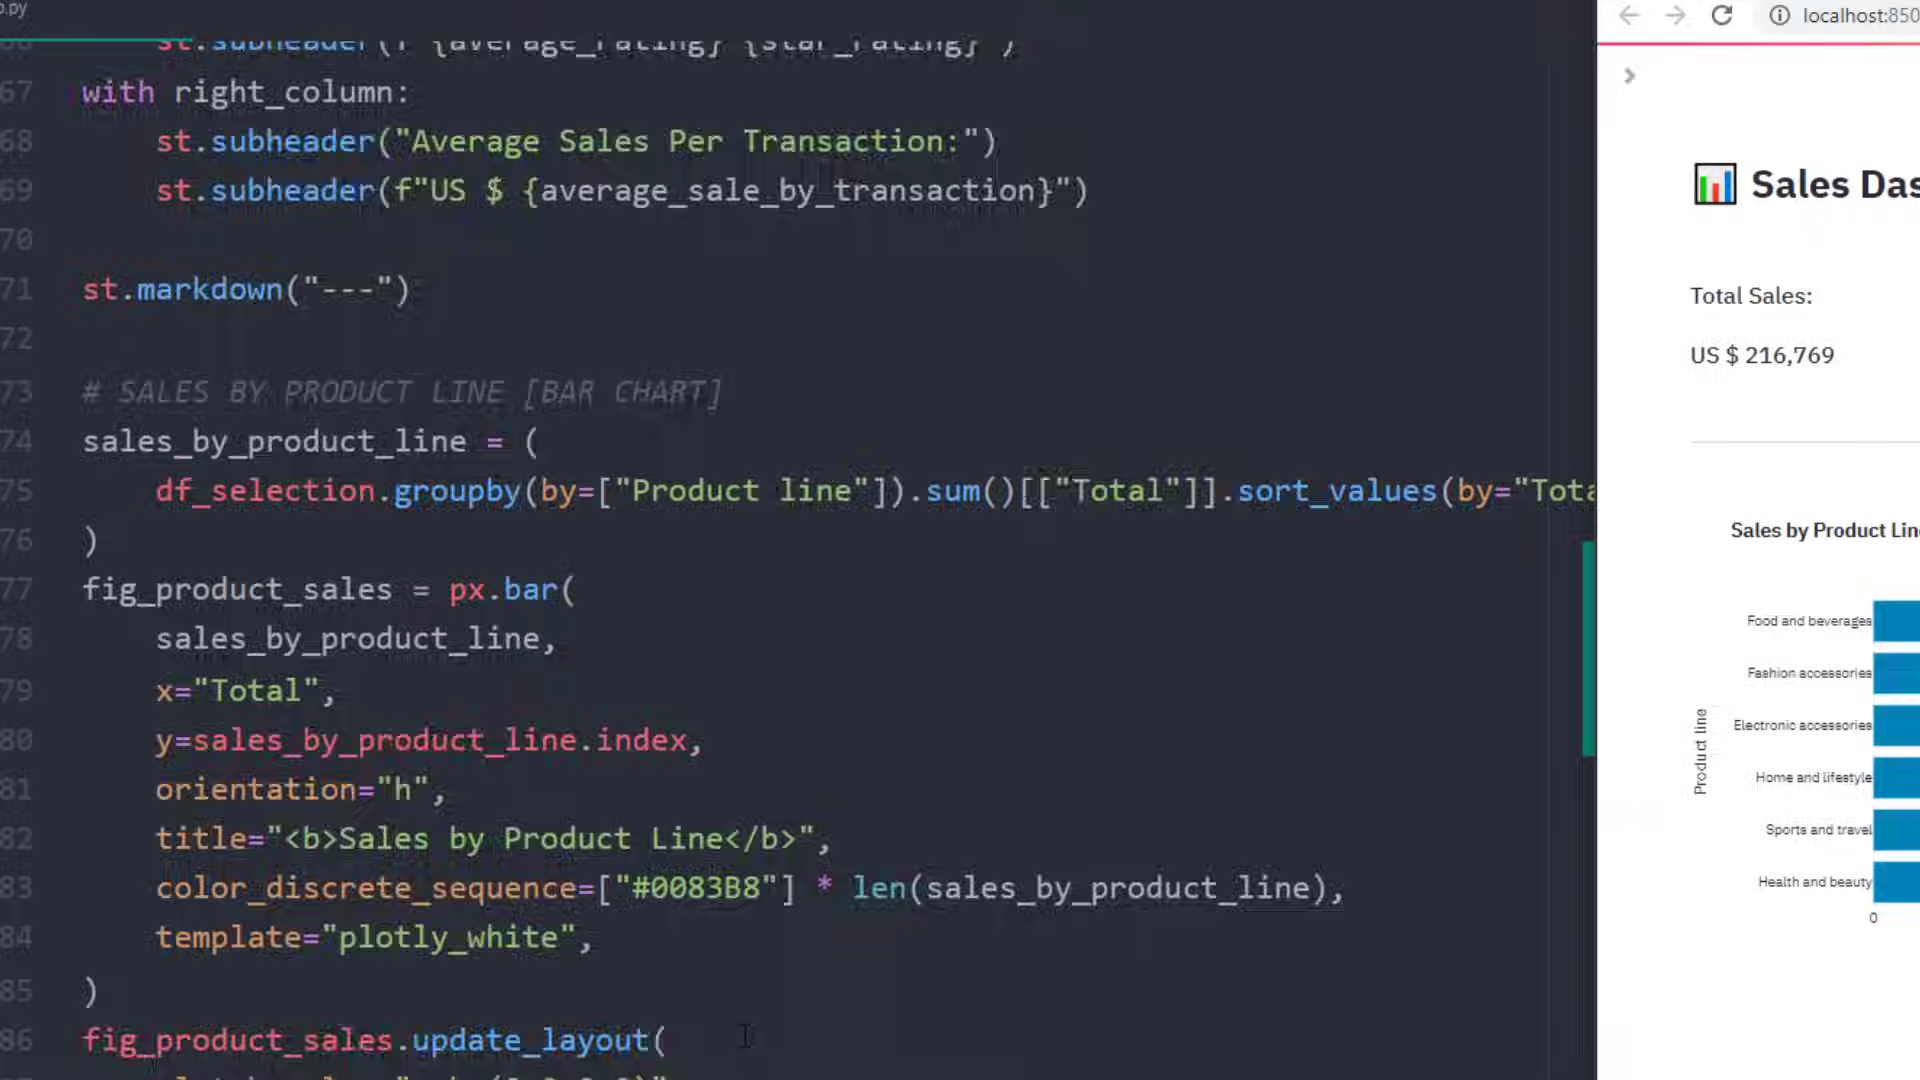 .py
st.subheader(f"{average_rating} {star_rating}")
67 with right_column:
68 st.subheader("Average Sales Per Transaction:")
69 st.subheader(f"US $ {average_sale_by_transaction}")
70
71 st.markdown("---")
72
73 # SALES BY PRODUCT LINE [BAR CHART]
74 sales_by_product_line = (
75 df_selection.groupby(by=["Product line"]).sum()[["Total"]].sort_values(by="Tota
76 )
77 fig_product_sales = px.bar(
78 sales_by_product_line,
79 x="Total",
80 y=sales_by_product_line.index,
81 orientation="h",
82 title="<b>Sales by Product Line</b>",
83 color_discrete_sequence=["#0083B8"] * len(sales_by_product_line),
84 template="plotly_white",
85 )
86 fig_product_sales.update_layout(
localhost:850
Sales Das
Total Sales:
US $ 216,769
Sales by Product Lin
Product line
Food and beverages
Fashion accessories
Electronic accessories
Home and lifestyle
Sports and travel
Health and beauty
0